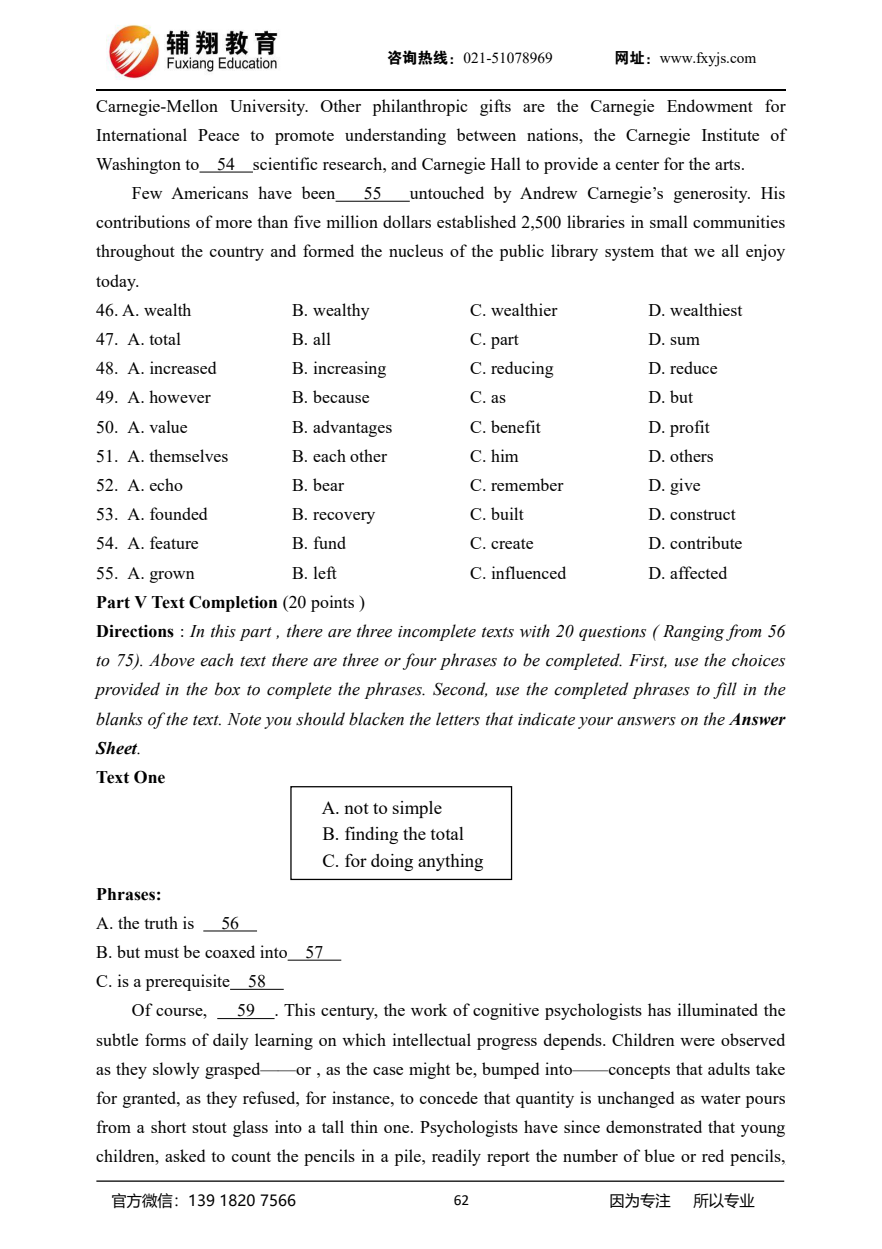 辅翔教育
Fuxiang Education
咨询热线：021-51078969 网址：www.fxyjs.com
Carnegie-Mellon University. Other philanthropic gifts are the Carnegie Endowment for
International Peace to promote understanding between nations, the Carnegie Institute of
Washington to 54 scientific research, and Carnegie Hall to provide a center for the arts.
Few Americans have been 55 untouched by Andrew Carnegie’s generosity. His
contributions of more than five million dollars established 2,500 libraries in small communities
throughout the country and formed the nucleus of the public library system that we all enjoy
today.
46. A. wealth B. wealthy C. wealthier D. wealthiest
47. A. total B. all C. part D. sum
48. A. increased B. increasing C. reducing D. reduce
49. A. however B. because C. as D. but
50. A. value B. advantages C. benefit D. profit
51. A. themselves B. each other C. him D. others
52. A. echo B. bear C. remember D. give
53. A. founded B. recovery C. built D. construct
54. A. feature B. fund C. create D. contribute
55. A. grown B. left C. influenced D. affected
Part V Text Completion (20 points )
Directions : In this part , there are three incomplete texts with 20 questions ( Ranging from 56
to 75). Above each text there are three or four phrases to be completed. First, use the choices
provided in the box to complete the phrases. Second, use the completed phrases to fill in the
blanks of the text. Note you should blacken the letters that indicate your answers on the Answer
Sheet.
Text One
A. not to simple
B. finding the total
C. for doing anything
Phrases:
A. the truth is 56
B. but must be coaxed into 57
C. is a prerequisite 58
Of course, 59 . This century, the work of cognitive psychologists has illuminated the
subtle forms of daily learning on which intellectual progress depends. Children were observed
as they slowly grasped——or , as the case might be, bumped into——concepts that adults take
for granted, as they refused, for instance, to concede that quantity is unchanged as water pours
from a short stout glass into a tall thin one. Psychologists have since demonstrated that young
children, asked to count the pencils in a pile, readily report the number of blue or red pencils,
官方微信：139 1820 7566 62 因为专注 所以专业